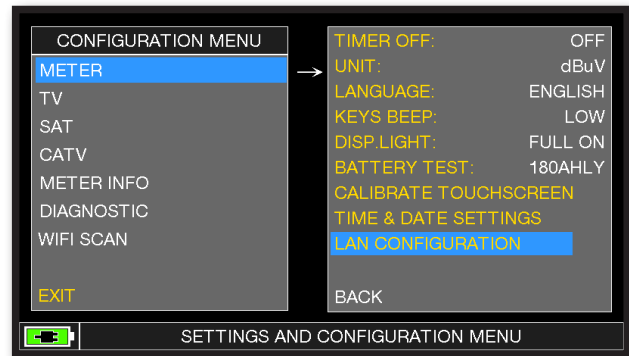 CONFIGURATION MENU
METER
TV
SAT
CATV
METER INFO
DIAGNOSTIC
WIFI SCAN
EXIT
→
TIMER OFF: OFF
UNIT: dBuV
LANGUAGE: ENGLISH
KEYS BEEP: LOW
DISP.LIGHT: FULL ON
BATTERY TEST: 180AHLY
CALIBRATE TOUCHSCREEN
TIME & DATE SETTINGS
LAN CONFIGURATION
BACK
SETTINGS AND CONFIGURATION MENU